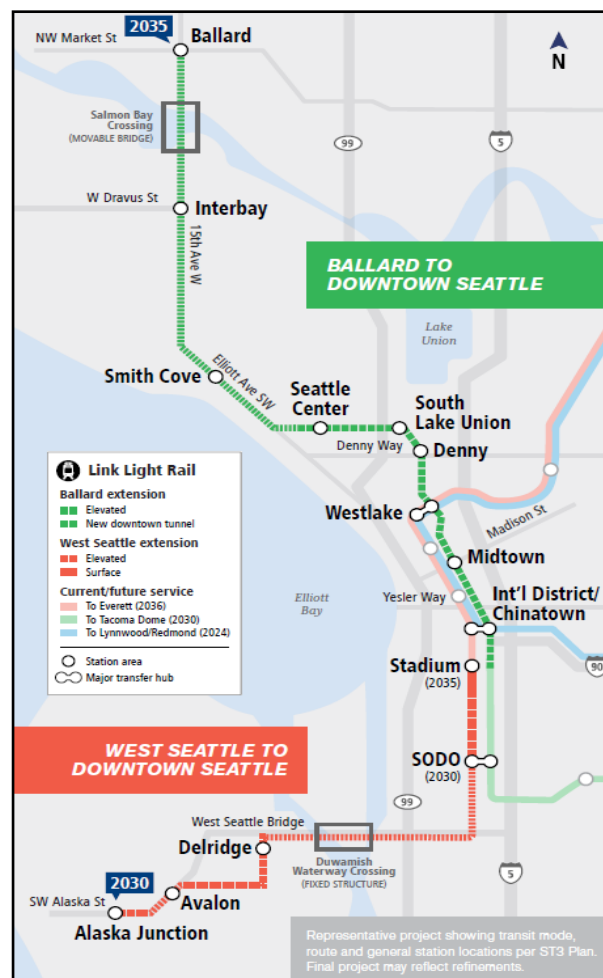 2035
Ballard
NW Market St
N
Salmon Bay
Crossing
(MOVABLE BRIDGE)
99
5
W Dravus St
Interbay
15th Ave W
BALLARD TO
DOWNTOWN SEATTLE
Lake
Union
Elliott Ave SW
Smith Cove
Seattle
Center
South
Lake Union
Denny Way
Denny
Link Light Rail
Ballard extension
Elevated
New downtown tunnel
West Seattle extension
Elevated
Surface
Current/future service
To Everett (2036)
To Tacoma Dome (2030)
To Lynnwood/Redmond (2024)
Station area
Major transfer hub
Westlake
Madison St
Midtown
Elliott
Bay
Yesler Way
Int'l District/
Chinatown
Stadium
(2035)
90
WEST SEATTLE TO
DOWNTOWN SEATTLE
SODO
(2030)
99
West Seattle Bridge
Delridge
Duwamish
Waterway Crossing
(FIXED STRUCTURE)
5
2030
SW Alaska St
Avalon
Alaska Junction
Representative project showing transit mode,
route and general station locations per ST3 Plan.
Final project may reflect refinements.